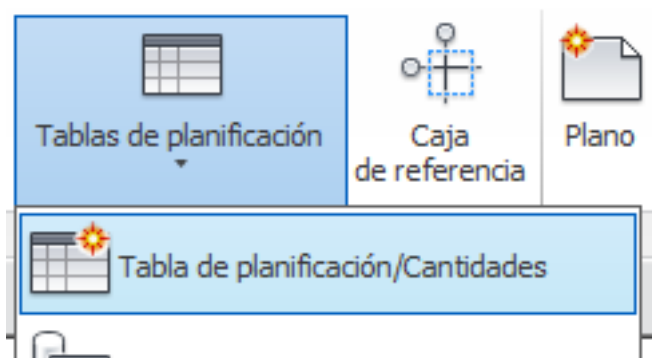 Tablas de planificación
Caja
de referencia
Plano
Tabla de planificación/Cantidades